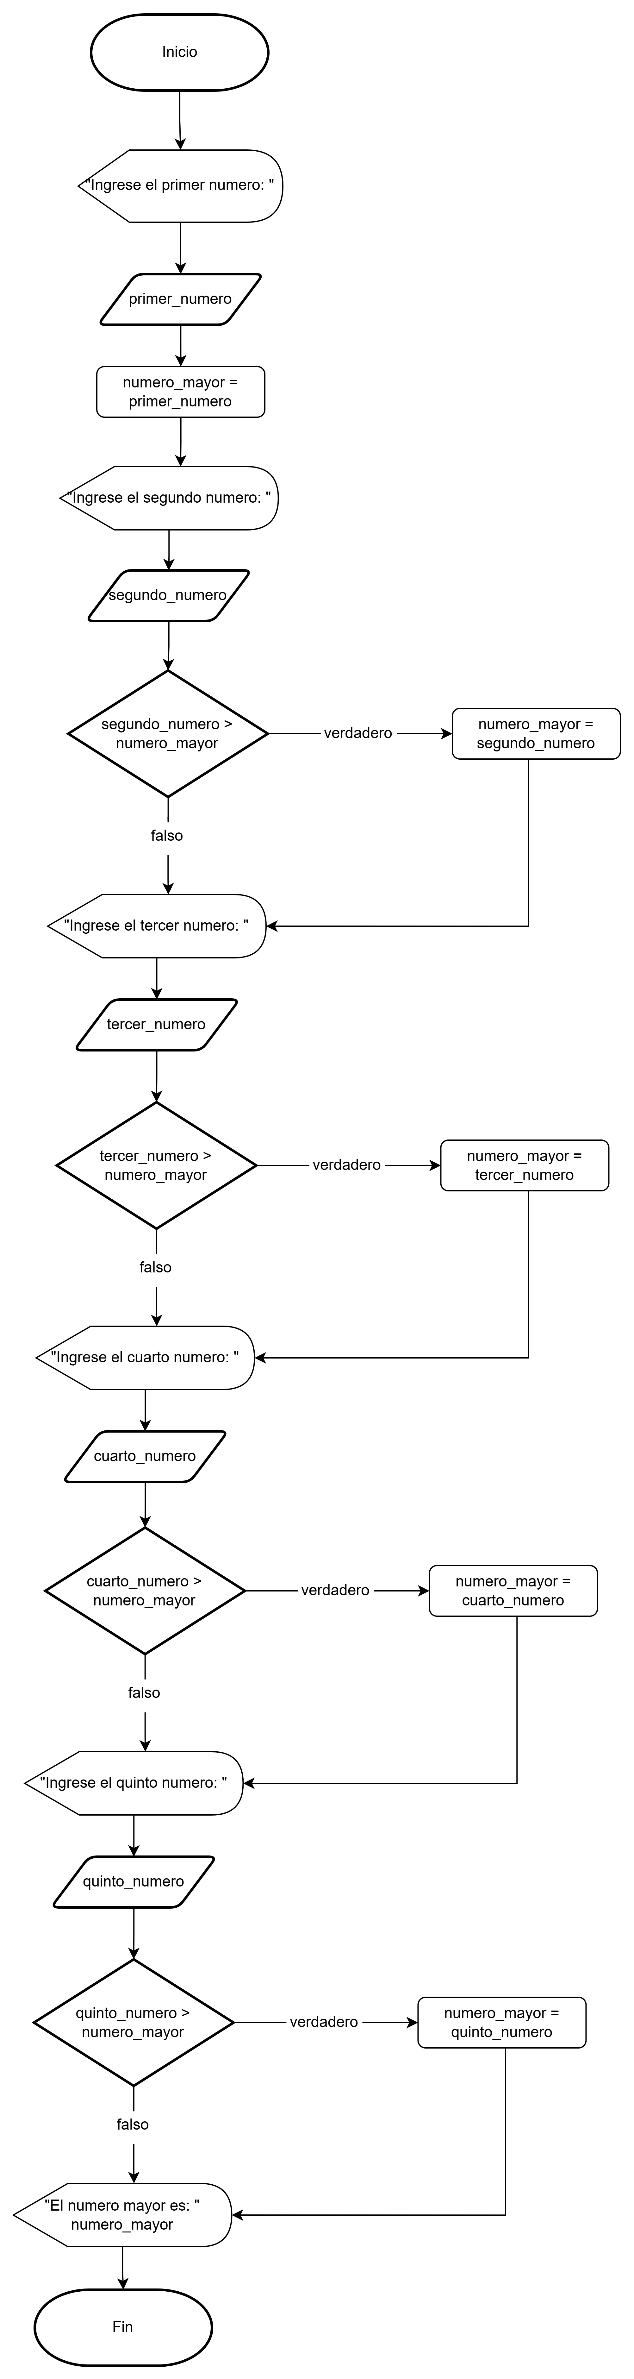 Inicio
"Ingrese el primer numero: "
primer_numero
numero_mayor =
primer_numero
"Ingrese el segundo numero: "
segundo_numero
segundo_numero >
numero_mayor
verdadero
numero_mayor =
segundo_numero
falso
"Ingrese el tercer numero: "
tercer_numero
tercer_numero >
numero_mayor
verdadero
numero_mayor =
tercer_numero
falso
"Ingrese el cuarto numero: "
cuarto_numero
cuarto_numero >
numero_mayor
verdadero
numero_mayor =
cuarto_numero
falso
"Ingrese el quinto numero: "
quinto_numero
quinto_numero >
numero_mayor
verdadero
numero_mayor =
quinto_numero
falso
"El numero mayor es: "
numero_mayor
Fin